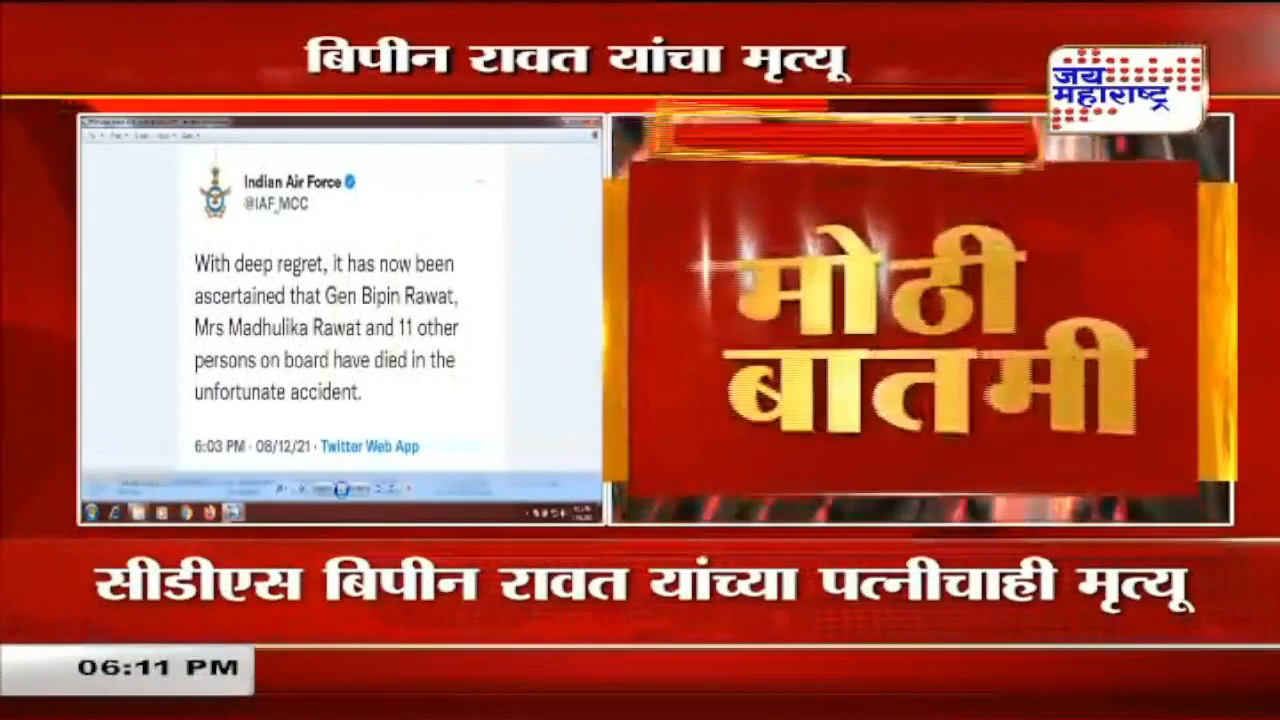 बिपीन रावत यांचा मृत्यू
जय
महाराष्ट्र
Indian Air Force
@IAF_MCC
With deep regret, it has now been
ascertained that Gen Bipin Rawat,
Mrs Madhulika Rawat and 11 other
persons on board have died in the
unfortunate accident.
6:03 PM · 08/12/21 · Twitter Web App
मोठी
बातमी
सीडीएस बिपीन रावत यांच्या पत्नीचाही मृत्यू
06:11 PM